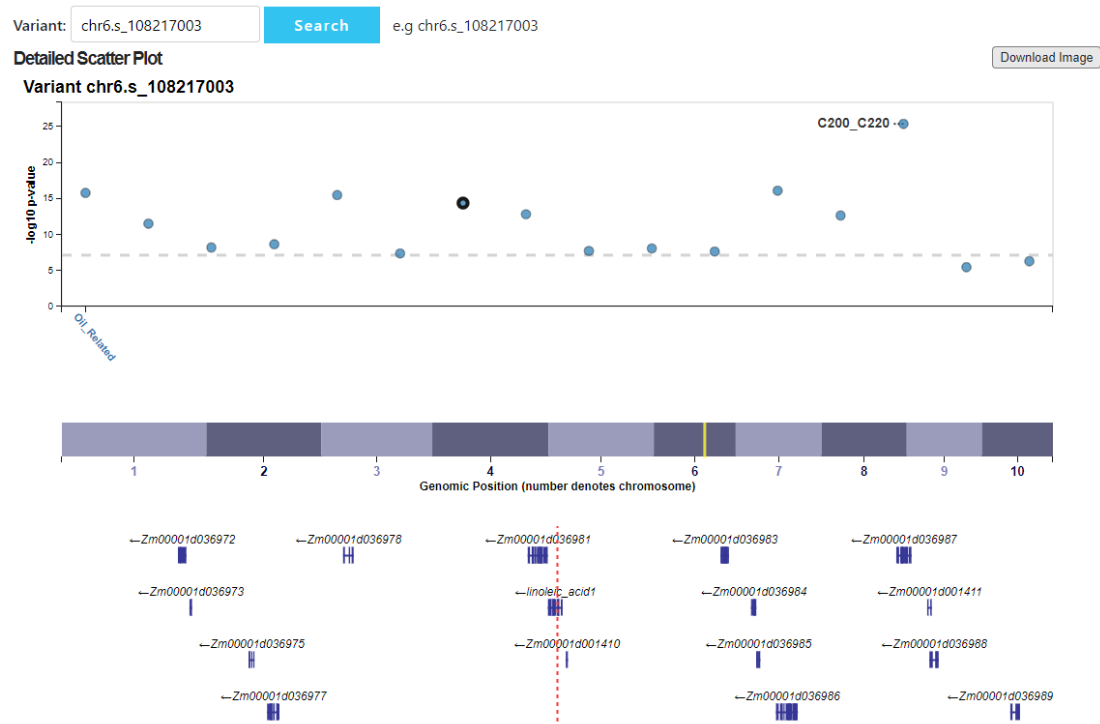 Variant: chr6.s_108217003 Search e.g chr6.s_108217003
Detailed Scatter Plot Download Image
Variant chr6.s_108217003
C200_C220
25
20
15
10
5
0
-log10 p-value
Oil_Related
1 2 3 4 5 6 7 8 9 10
Genomic Position (number denotes chromosome)
←Zm00001d036972 ←Zm00001d036978 ←Zm00001d036981 ←Zm00001d036983 ←Zm00001d036987
←Zm00001d036973 ←linoleic_acid1 ←Zm00001d036984 ←Zm00001d001411
←Zm00001d036975 ←Zm00001d001410 ←Zm00001d036985 ←Zm00001d036988
←Zm00001d036977 ←Zm00001d036986 ←Zm00001d036989